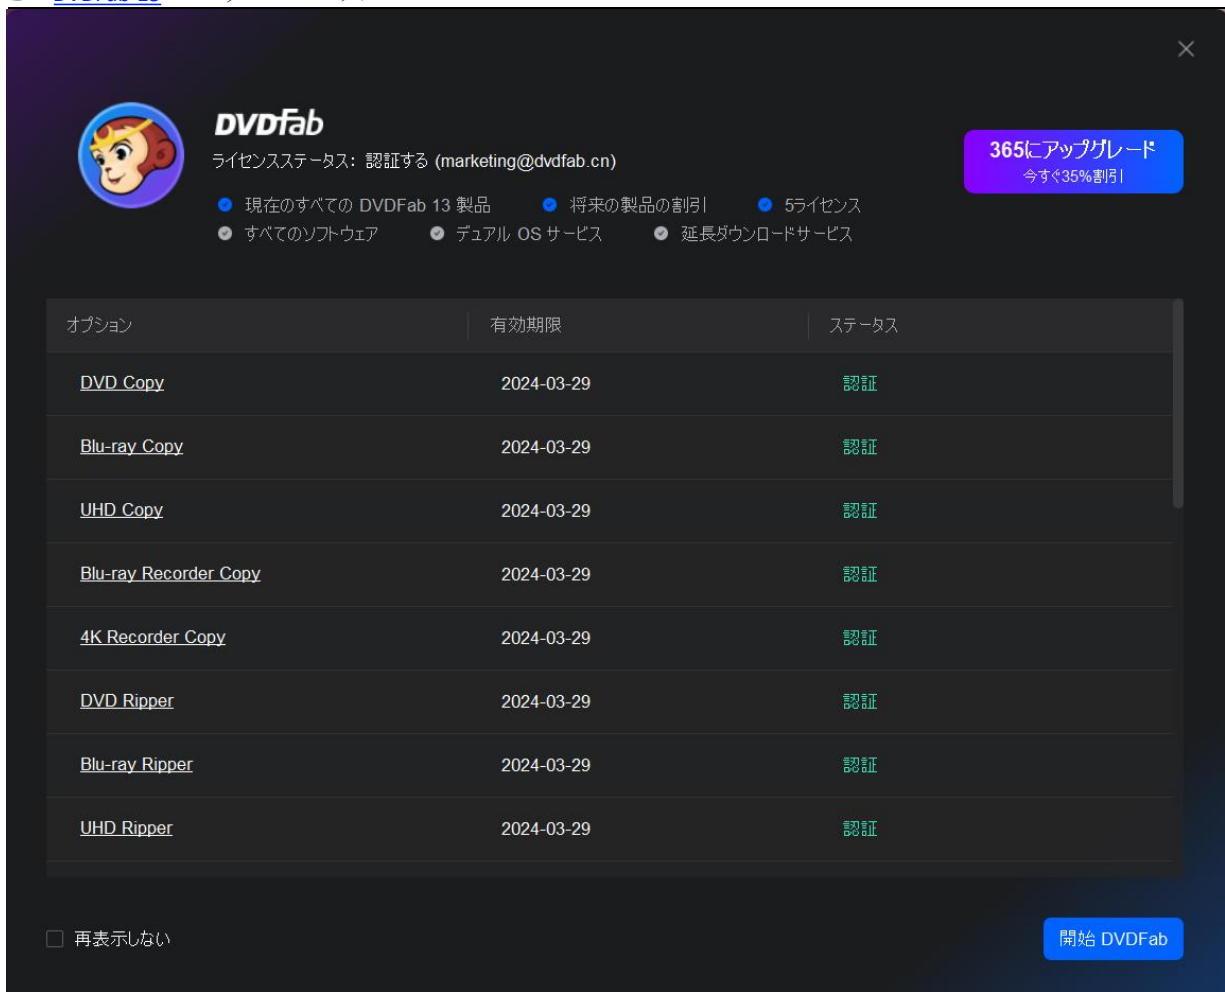 DVDFab
ライセンスステータス: 認証する (marketing@dvdfab.cn)
365にアップグレード
今すぐ35%割引
現在のすべての DVDFab 13 製品 将来の製品の割引 5ライセンス
すべてのソフトウェア デュアル OS サービス 延長ダウンロードサービス
オプション 有効期限 ステータス
DVD Copy 2024-03-29 認証
Blu-ray Copy 2024-03-29 認証
UHD Copy 2024-03-29 認証
Blu-ray Recorder Copy 2024-03-29 認証
4K Recorder Copy 2024-03-29 認証
DVD Ripper 2024-03-29 認証
Blu-ray Ripper 2024-03-29 認証
UHD Ripper 2024-03-29 認証
再表示しない
開始 DVDFab